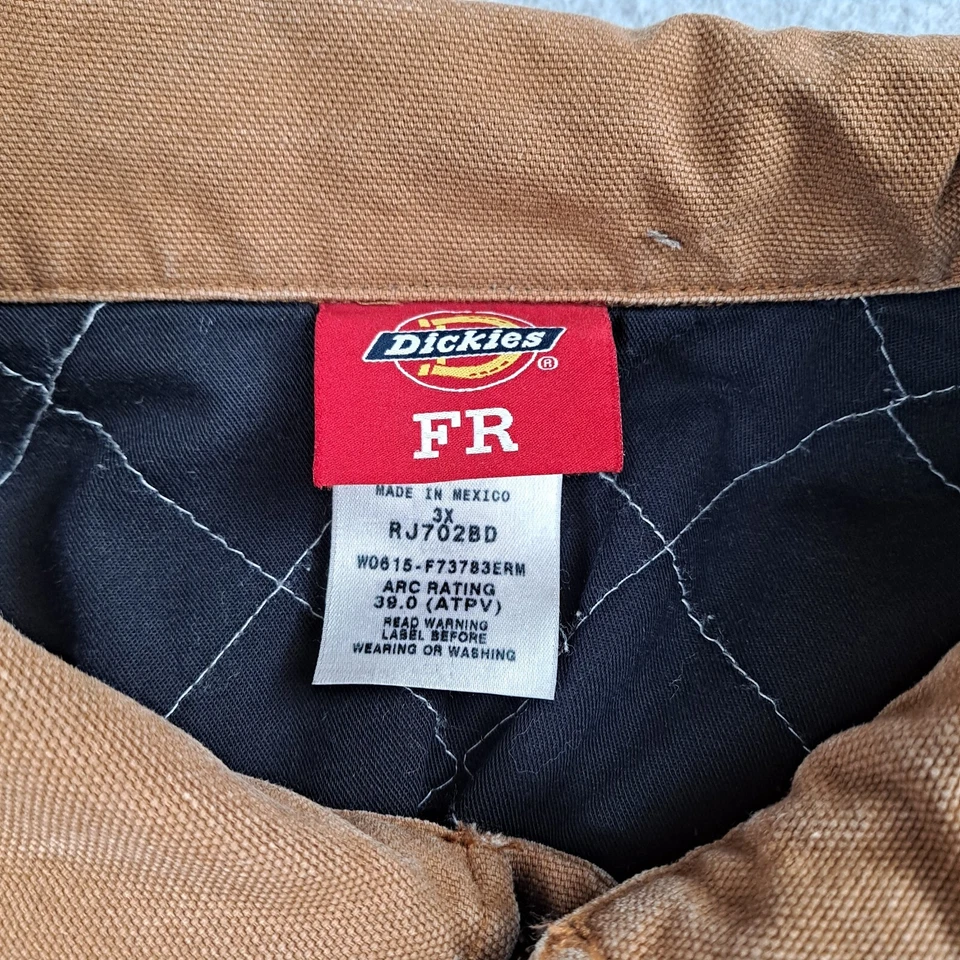 Dickies ®
FR
MADE IN MEXICO
3X
RJ702BD
W0615-F73783ERM
ARC RATING
39.0 (ATPV)
READ WARNING
LABEL BEFORE
WEARING OR WASHING